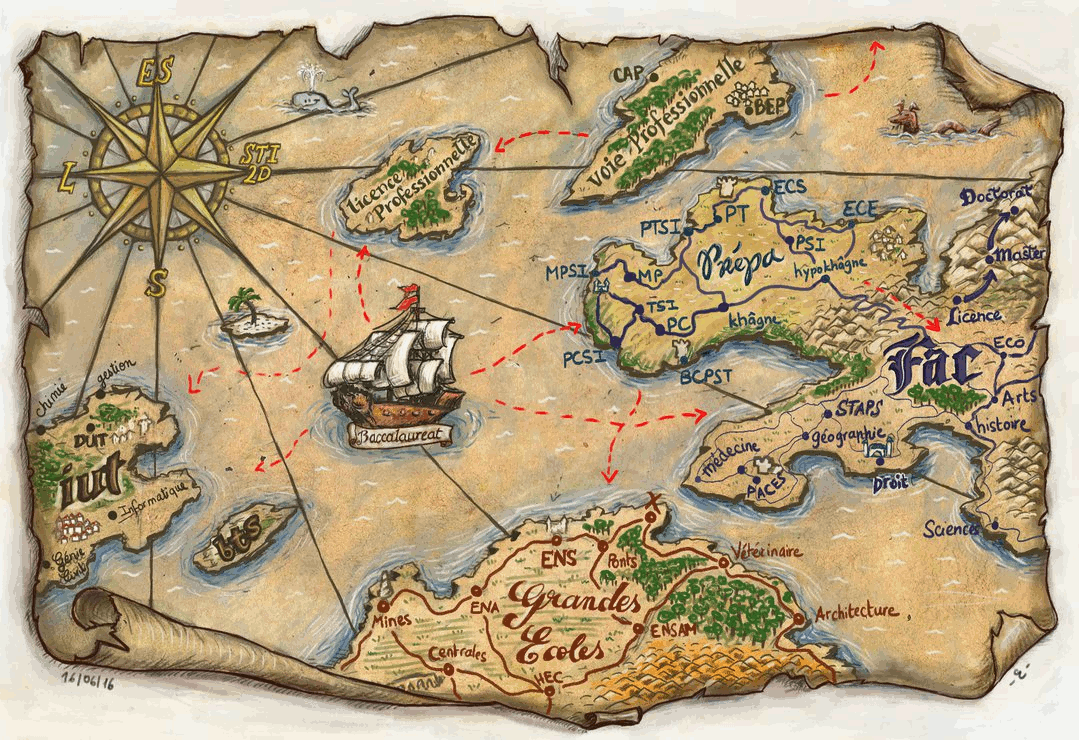 ES
L
STI
2D
S
CAP
Voie Professionnelle
BEP
Licence
Professionnelle
ECS
PT
ECE
PTSI
PSI
Prépa
hypokhâgne
MPSI
MP
TSI
PC
khâgne
PCSI
BCPST
Doctorat
Master
Licence
Fac
Eco
Arts
STAPS
histoire
géographie
médecine
PACES
Droit
Sciences
Baccalaureat
chimie
gestion
DUT
iut
Informatique
Génie
Civil
bts
X
ENS
Ponts
Vétérinaire
Grandes
Ecoles
ENA
Mines
ENSAM
Architecture
Centrales
HEC
16/06/16